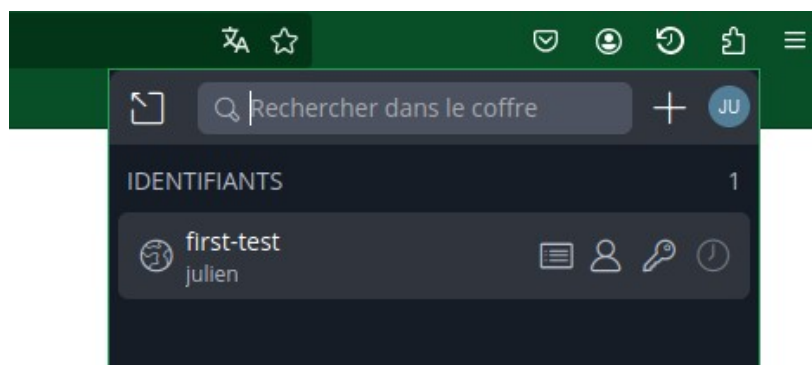 Rechercher dans le coffre
JU
IDENTIFIANTS
1
first-test
julien